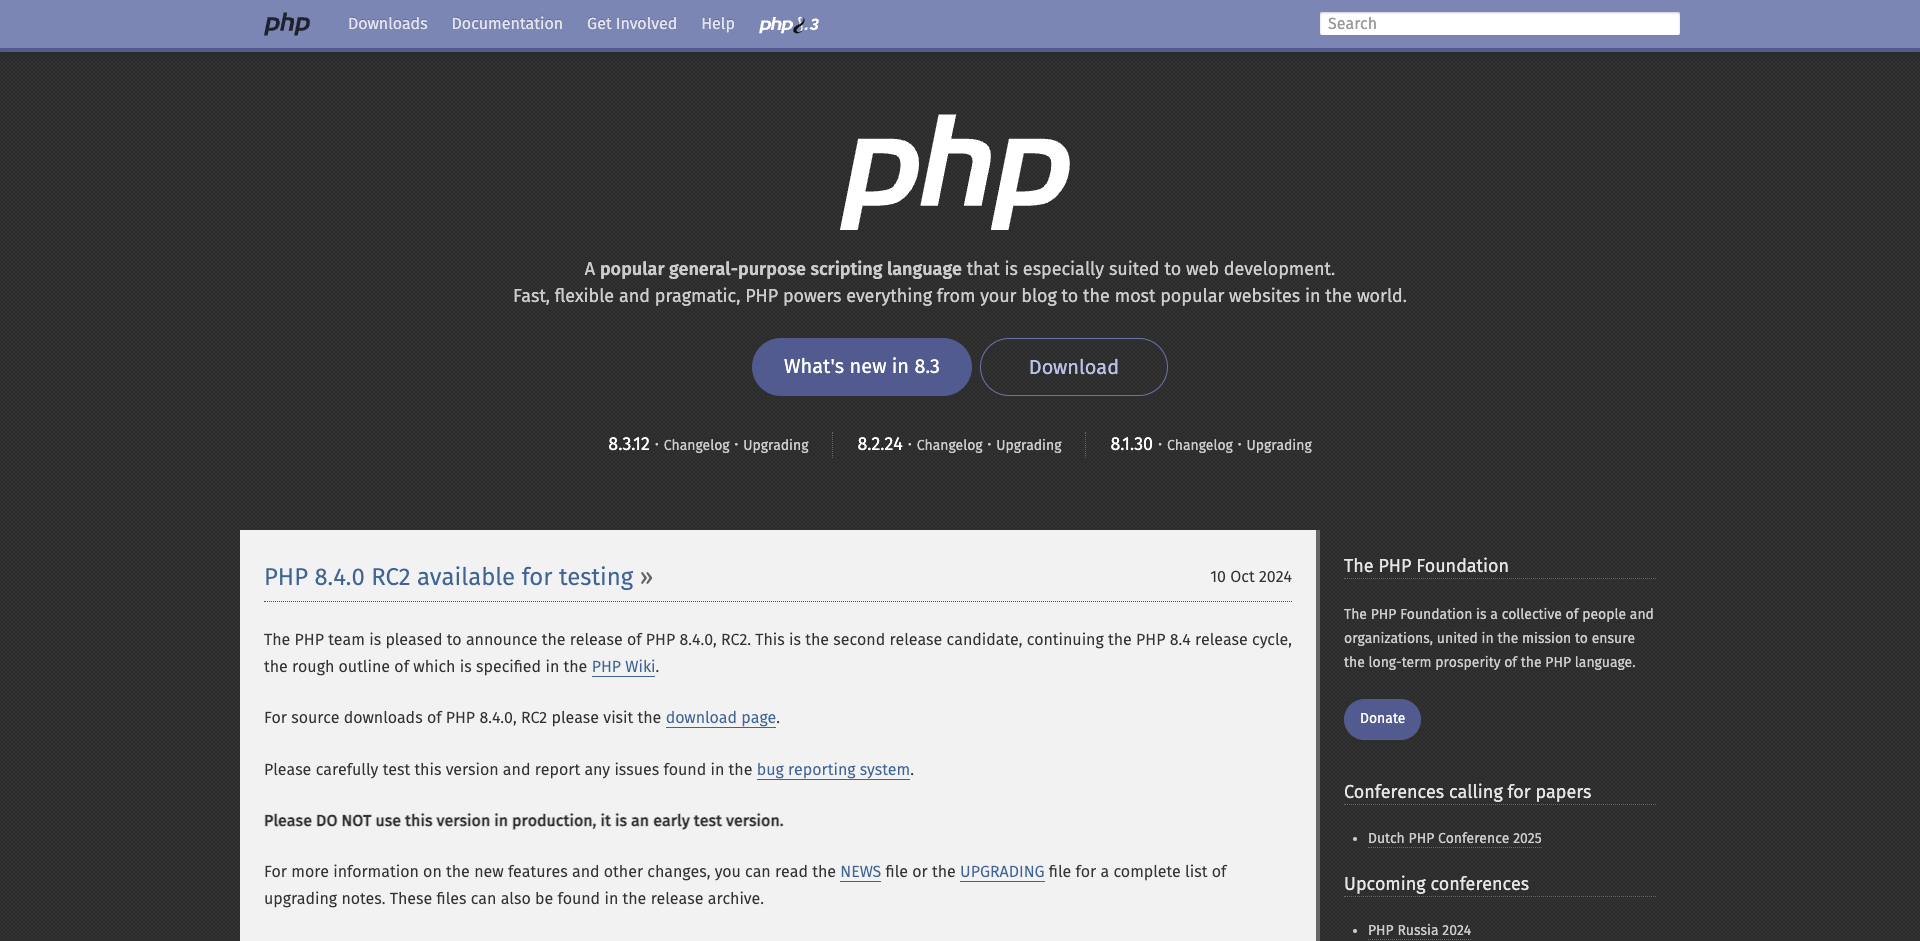 php Downloads Documentation Get Involved Help php8.3 Search
php
A popular general-purpose scripting language that is especially suited to web development.
Fast, flexible and pragmatic, PHP powers everything from your blog to the most popular websites in the world.
What's new in 8.3 Download
8.3.12 · Changelog · Upgrading 8.2.24 · Changelog · Upgrading 8.1.30 · Changelog · Upgrading
PHP 8.4.0 RC2 available for testing » 10 Oct 2024
The PHP team is pleased to announce the release of PHP 8.4.0, RC2. This is the second release candidate, continuing the PHP 8.4 release cycle,
the rough outline of which is specified in the PHP Wiki.
For source downloads of PHP 8.4.0, RC2 please visit the download page.
Please carefully test this version and report any issues found in the bug reporting system.
Please DO NOT use this version in production, it is an early test version.
For more information on the new features and other changes, you can read the NEWS file or the UPGRADING file for a complete list of
upgrading notes. These files can also be found in the release archive.
The PHP Foundation
The PHP Foundation is a collective of people and
organizations, united in the mission to ensure
the long-term prosperity of the PHP language.
Donate
Conferences calling for papers
• Dutch PHP Conference 2025
Upcoming conferences
• PHP Russia 2024